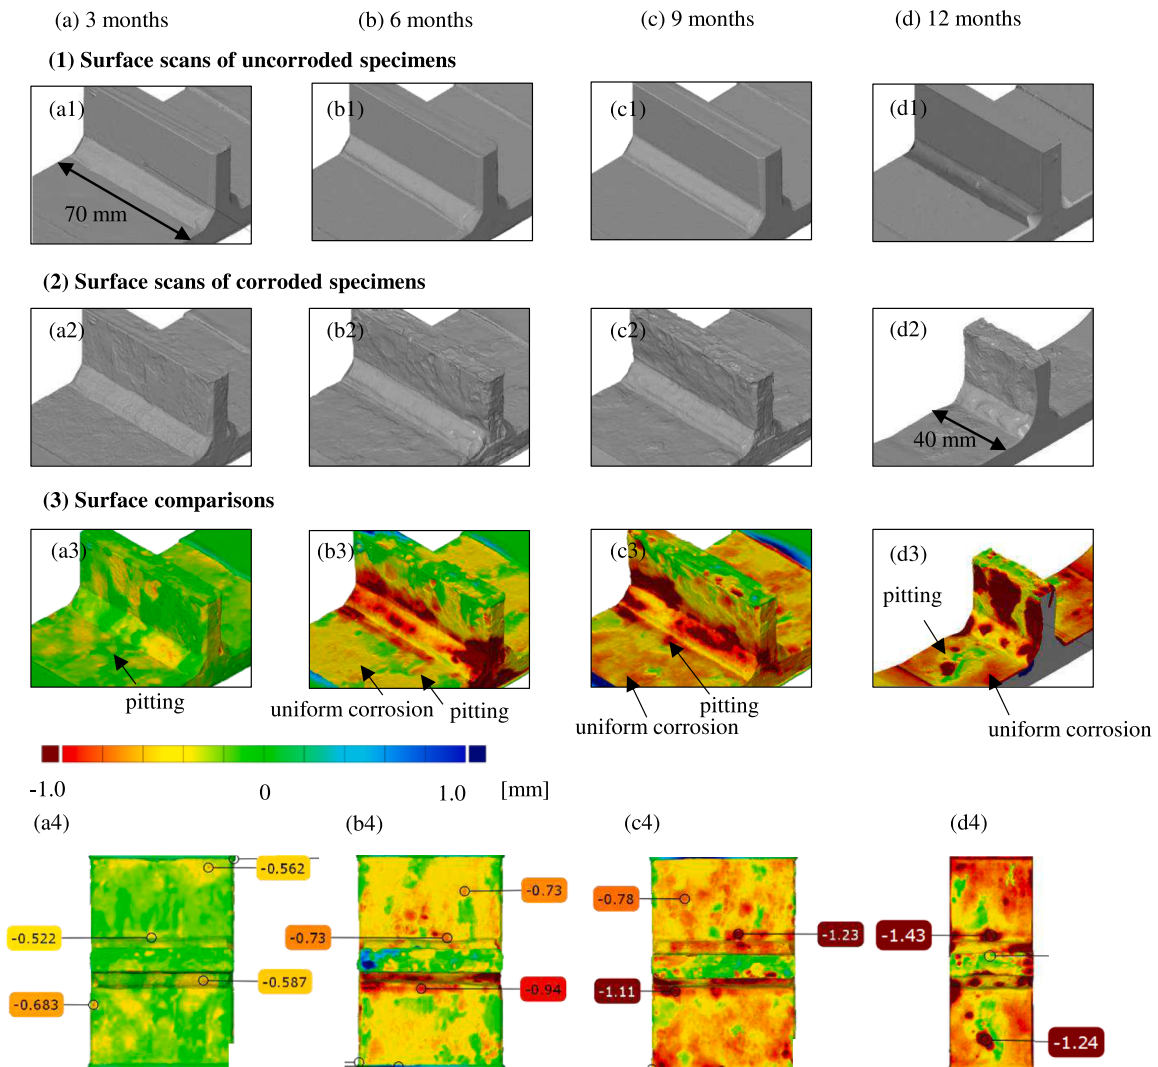 (a) 3 months (b) 6 months (c) 9 months (d) 12 months
(1) Surface scans of uncorroded specimens
(a1) (b1) (c1) (d1)
70 mm
(2) Surface scans of corroded specimens
(a2) (b2) (c2) (d2)
40 mm
(3) Surface comparisons
(a3) (b3) (c3) (d3)
pitting
pitting
uniform corrosion
pitting
uniform corrosion
pitting
uniform corrosion
-1.0 0 1.0 [mm]
(a4) (b4) (c4) (d4)
-0.562
-0.522
-0.587
-0.683
-0.73
-0.73
-0.94
-0.78
-1.23
-1.11
-1.43
-1.24